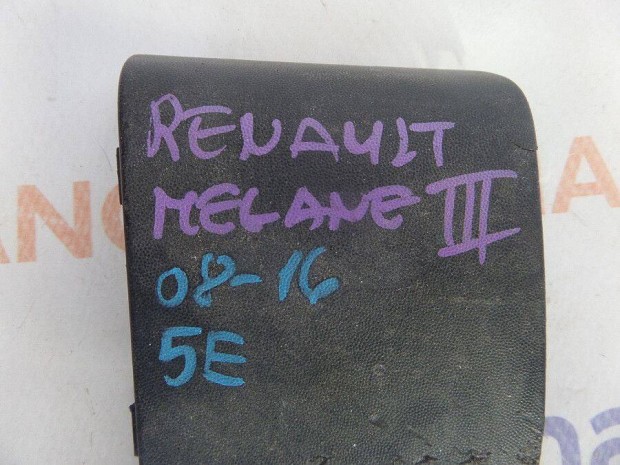 RENAULT
MEGANE III
08-16
5E